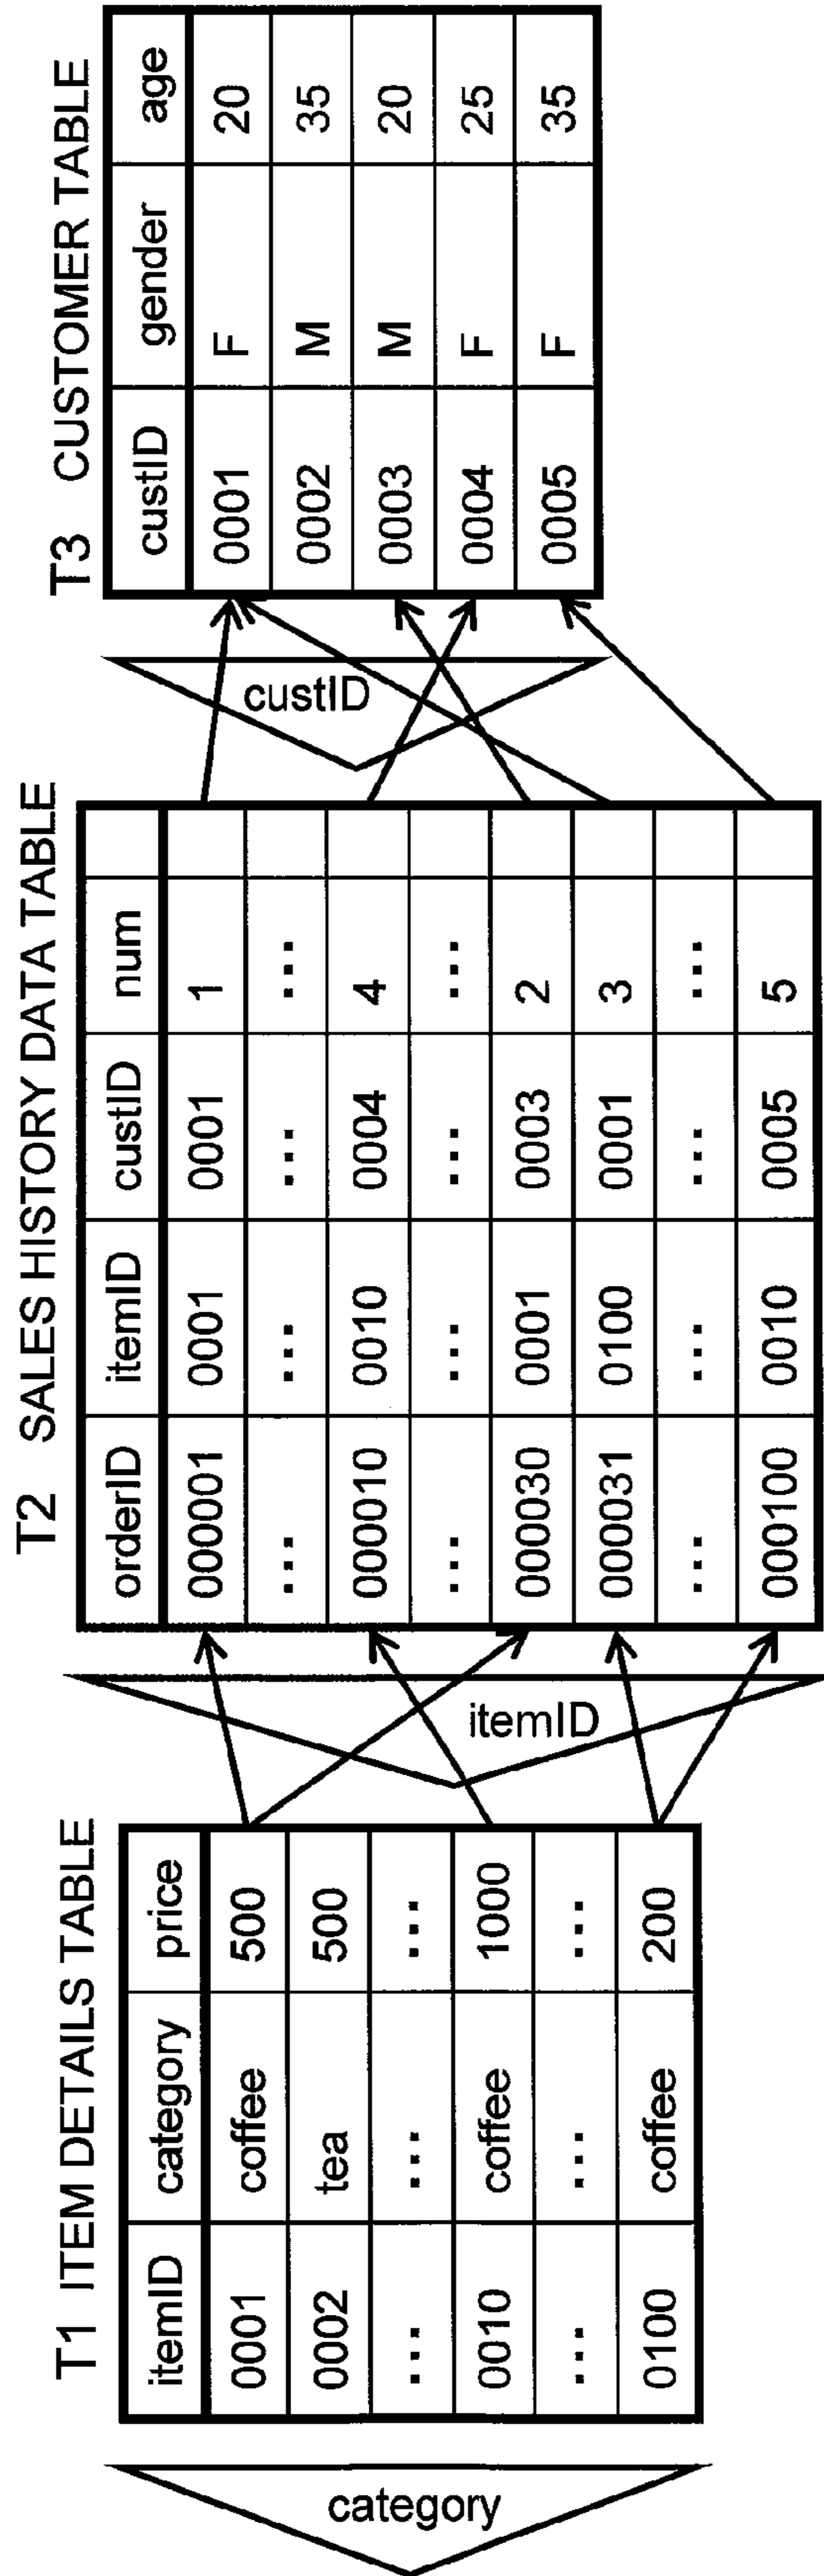 T1 ITEM DETAILS TABLE
itemID category price
0001 coffee 500
0002 tea 500
... ... ...
0010 coffee 1000
... ... ...
0100 coffee 200
category
T2 SALES HISTORY DATA TABLE
orderID itemID custID num
000001 0001 0001 1
... ... ... ...
000010 0010 0004 4
... ... ... ...
000030 0001 0003 2
000031 0100 0001 3
... ... ... ...
000100 0010 0005 5
itemID
T3 CUSTOMER TABLE
custID gender age
0001 F 20
0002 M 35
0003 M 20
0004 F 25
0005 F 35
custID